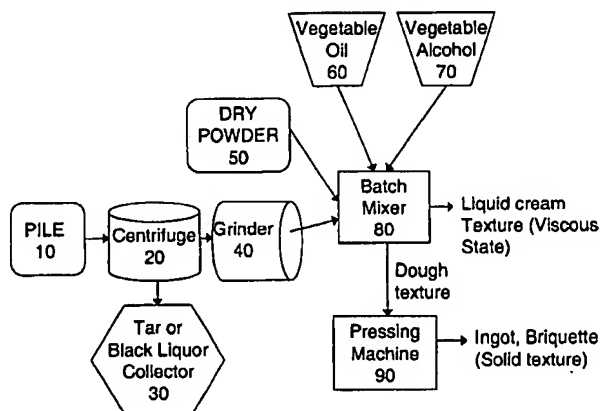 Vegetable
Oil
60
Vegetable
Alcohol
70
DRY
POWDER
50
Batch
Mixer
80
Liquid cream
Texture (Viscous
State)
PILE
10
Centrifuge
20
Grinder
40
Dough
texture
Tar or
Black Liquor
Collector
30
Pressing
Machine
90
Ingot, Briquette
(Solid texture)